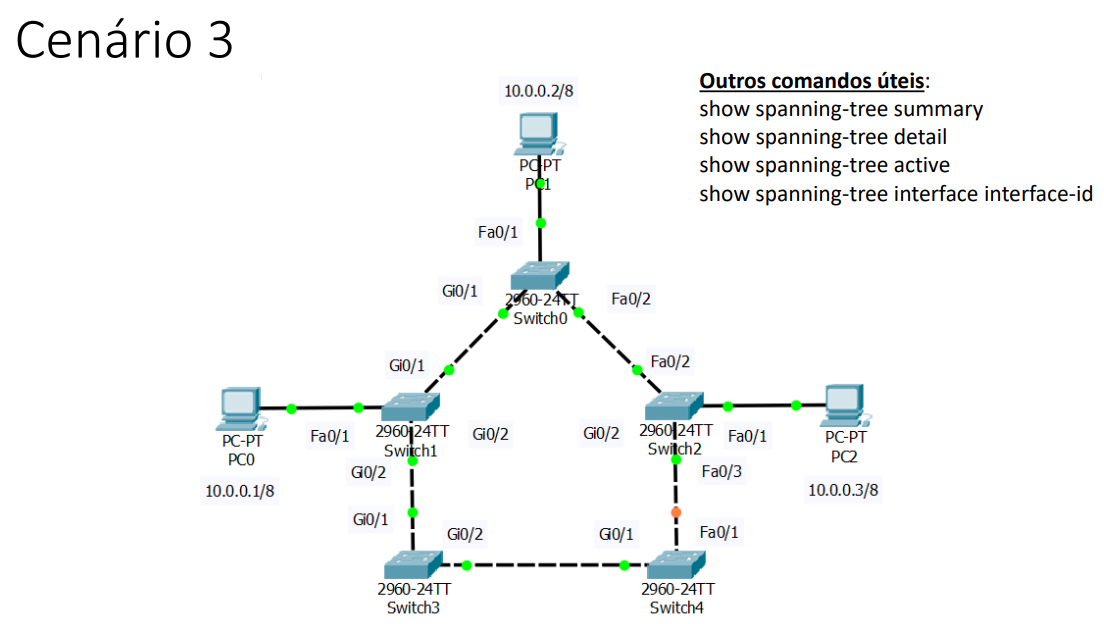 Cenário 3
Outros comandos úteis:
show spanning-tree summary
show spanning-tree detail
show spanning-tree active
show spanning-tree interface interface-id
10.0.0.2/8
PC-PT
PC1
Fa0/1
Gi0/1
2960-24TT
Switch0
Fa0/2
Gi0/1
Fa0/2
PC-PT
PC0
10.0.0.1/8
Fa0/1
2960-24TT
Switch1
Gi0/2
Gi0/2
2960-24TT
Switch2
Fa0/1
PC-PT
PC2
10.0.0.3/8
Gi0/2
Fa0/3
Gi0/1
Gi0/2
Gi0/1
Fa0/1
2960-24TT
Switch3
2960-24TT
Switch4